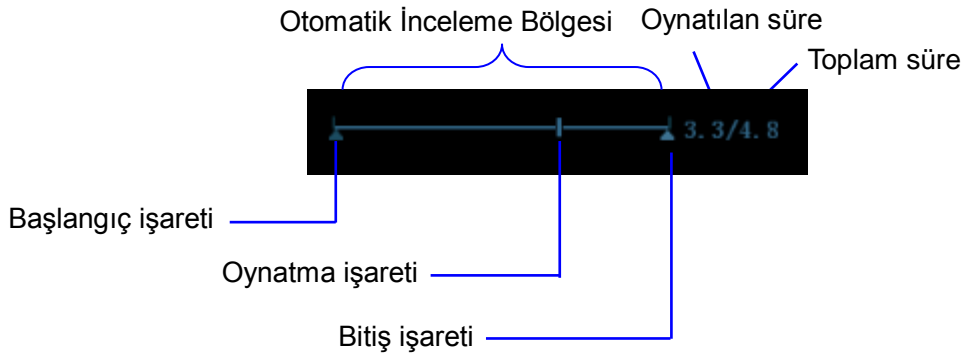 Otomatik İnceleme Bölgesi
Oynatılan süre
Toplam süre
3.3/4.8
Başlangıç işareti
Oynatma işareti
Bitiş işareti